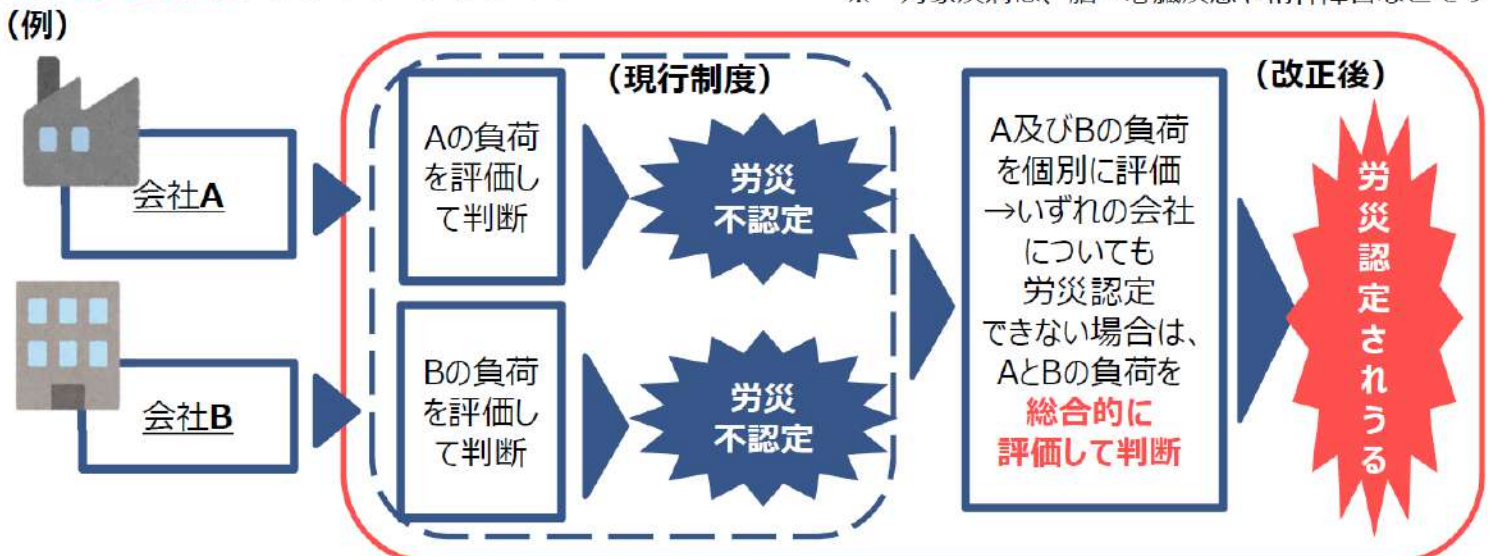 (例)
(現行制度)
(改正後)
会社A
Aの負荷
を評価し
て判断
労災
不認定
会社B
Bの負荷
を評価し
て判断
労災
不認定
A及びBの負荷
を個別に評価
→いずれの会社
についても
労災認定
できない場合は、
AとBの負荷を
総合的に
評価して判断
労災認定されうる